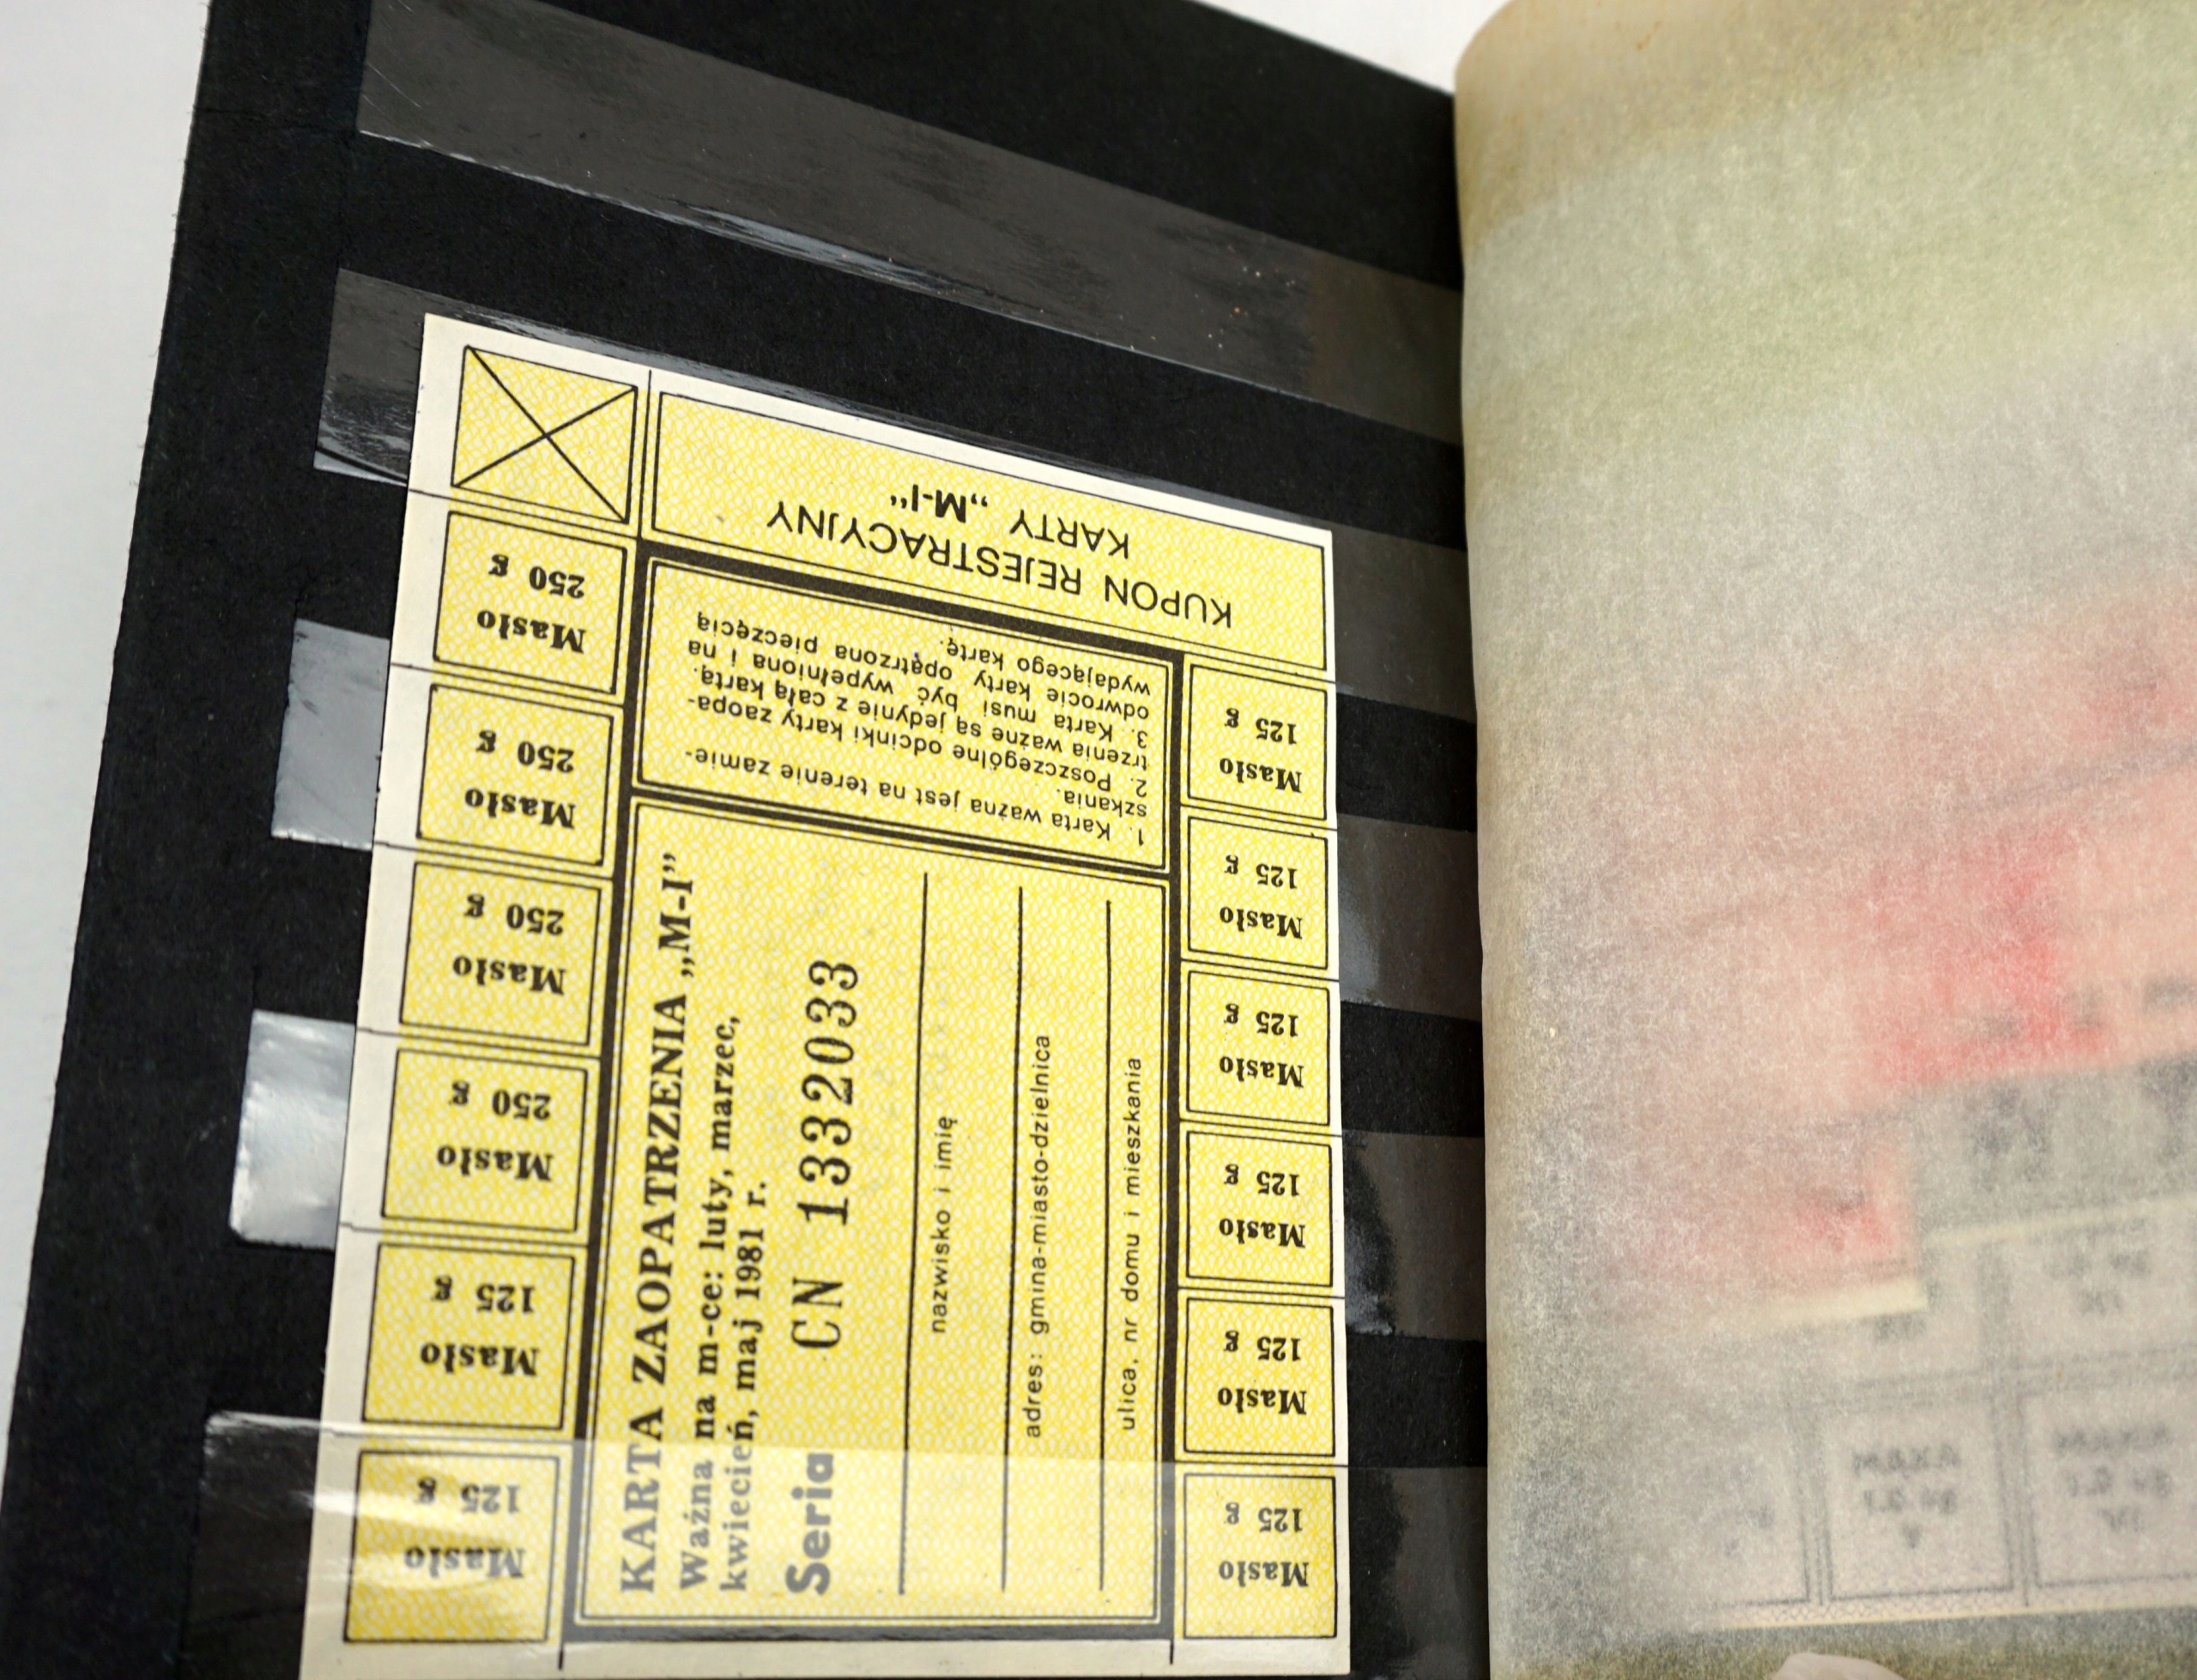 KARTA ZAOPATRZENIA „M-I”
Ważna na m-ce: luty, marzec,
kwiecień, maj 1981 r.
Seria CN 1332033
nazwisko i imię
adres: gmina-miasto-dzielnica
ulica, nr domu i mieszkania
1. Karta ważna jest na terenie zamie-
szkania.
2. Poszczególne odcinki karty zaopa-
trzenia ważne są jedynie z całą kartą.
3. Karta musi być wypełniona i na
odwrocie karty opatrzona pieczęcią
wydającego kartę.
KUPON REJESTRACYJNY
KARTY „M-I“
Masło
250 g
Masło
250 g
Masło
250 g
Masło
250 g
Masło
125 g
Masło
125 g
Masło
125 g
Masło
125 g
Masło
125 g
Masło
125 g
Masło
125 g
Masło
125 g
MĄKA
1.0 kg
V